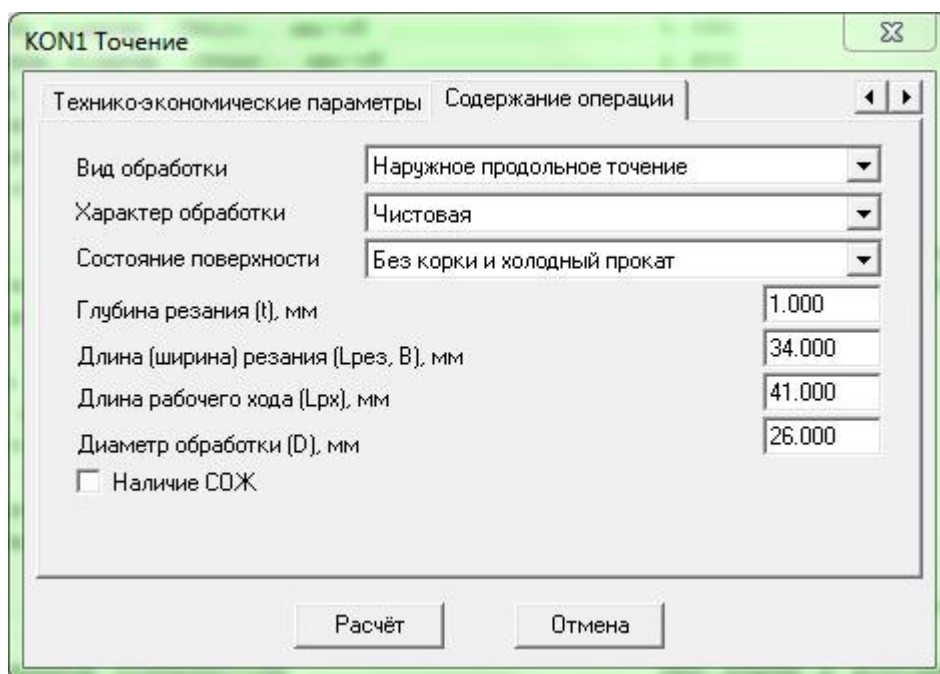 KON1 Точение
Технико-экономические параметры Содержание операции
Вид обработки Наружное продольное точение
Характер обработки Чистовая
Состояние поверхности Без корки и холодный прокат
Глубина резания (t), мм 1.000
Длина (ширина) резания (Lрез, В), мм 34.000
Длина рабочего хода (Lрх), мм 41.000
Диаметр обработки (D), мм 26.000
Наличие СОЖ
Расчёт Отмена